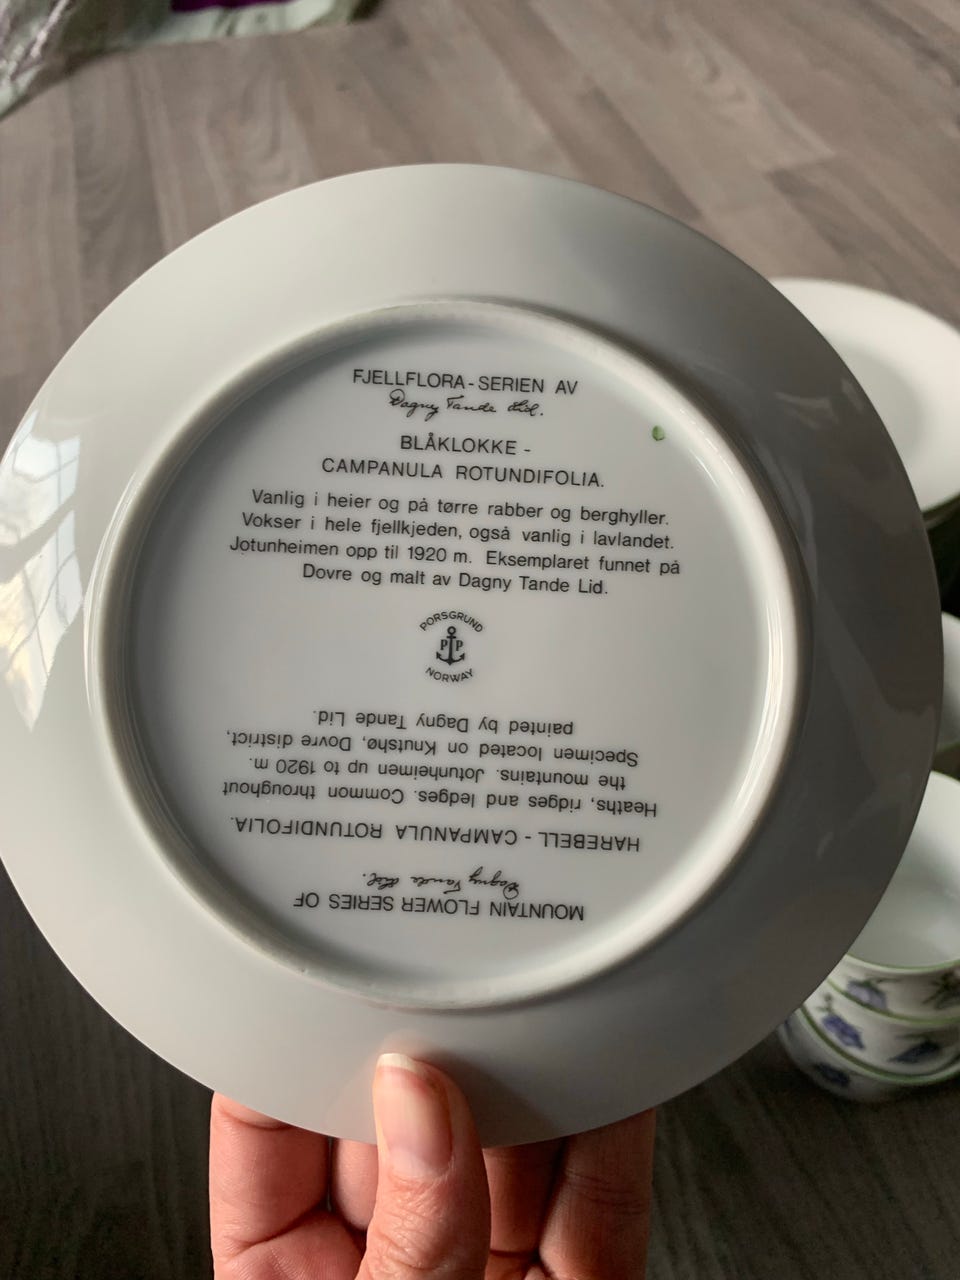 FJELLFLORA-SERIEN AV
Dagny Tande Lid.
BLÅKLOKKE -
CAMPANULA ROTUNDIFOLIA.
Vanlig i heier og på tørre rabber og berghyller.
Vokser i hele fjellkjeden, også vanlig i lavlandet.
Jotunheimen opp til 1920 m. Eksemplaret funnet på
Dovre og malt av Dagny Tande Lid.
PORSGRUND
PP
NORWAY
MOUNTAIN FLOWER SERIES OF
Dagny Tande Lid.
HAREBELL - CAMPANULA ROTUNDIFOLIA.
Heaths, ridges and ledges. Common throughout
the mountains. Jotunheimen up to 1920 m.
Specimen located on Knutshø, Dovre district,
painted by Dagny Tande Lid.